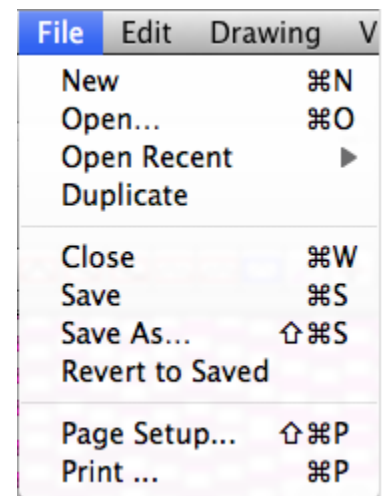 File Edit Drawing V
New ⌘N
Open... ⌘O
Open Recent ▶
Duplicate
Close ⌘W
Save ⌘S
Save As... ⇧⌘S
Revert to Saved
Page Setup... ⇧⌘P
Print ... ⌘P